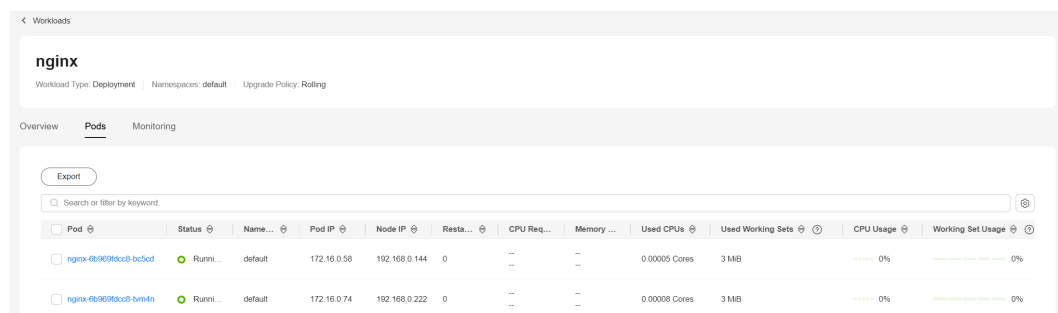 Workloads
nginx
Workload Type: Deployment Namespaces: default Upgrade Policy: Rolling
Overview Pods Monitoring
Export
Search or filter by keyword.
Pod Status Name... Pod IP Node IP Resta... CPU Req... Memory ... Used CPUs Used Working Sets CPU Usage Working Set Usage
nginx-6b969fdcc8-bc5cd Runni... default 172.16.0.58 192.168.0.144 0 -- -- 0.00005 Cores 3 MiB 0% 0%
-- --
nginx-6b969fdcc8-tvm4n Runni... default 172.16.0.74 192.168.0.222 0 -- -- 0.00008 Cores 3 MiB 0% 0%
-- --